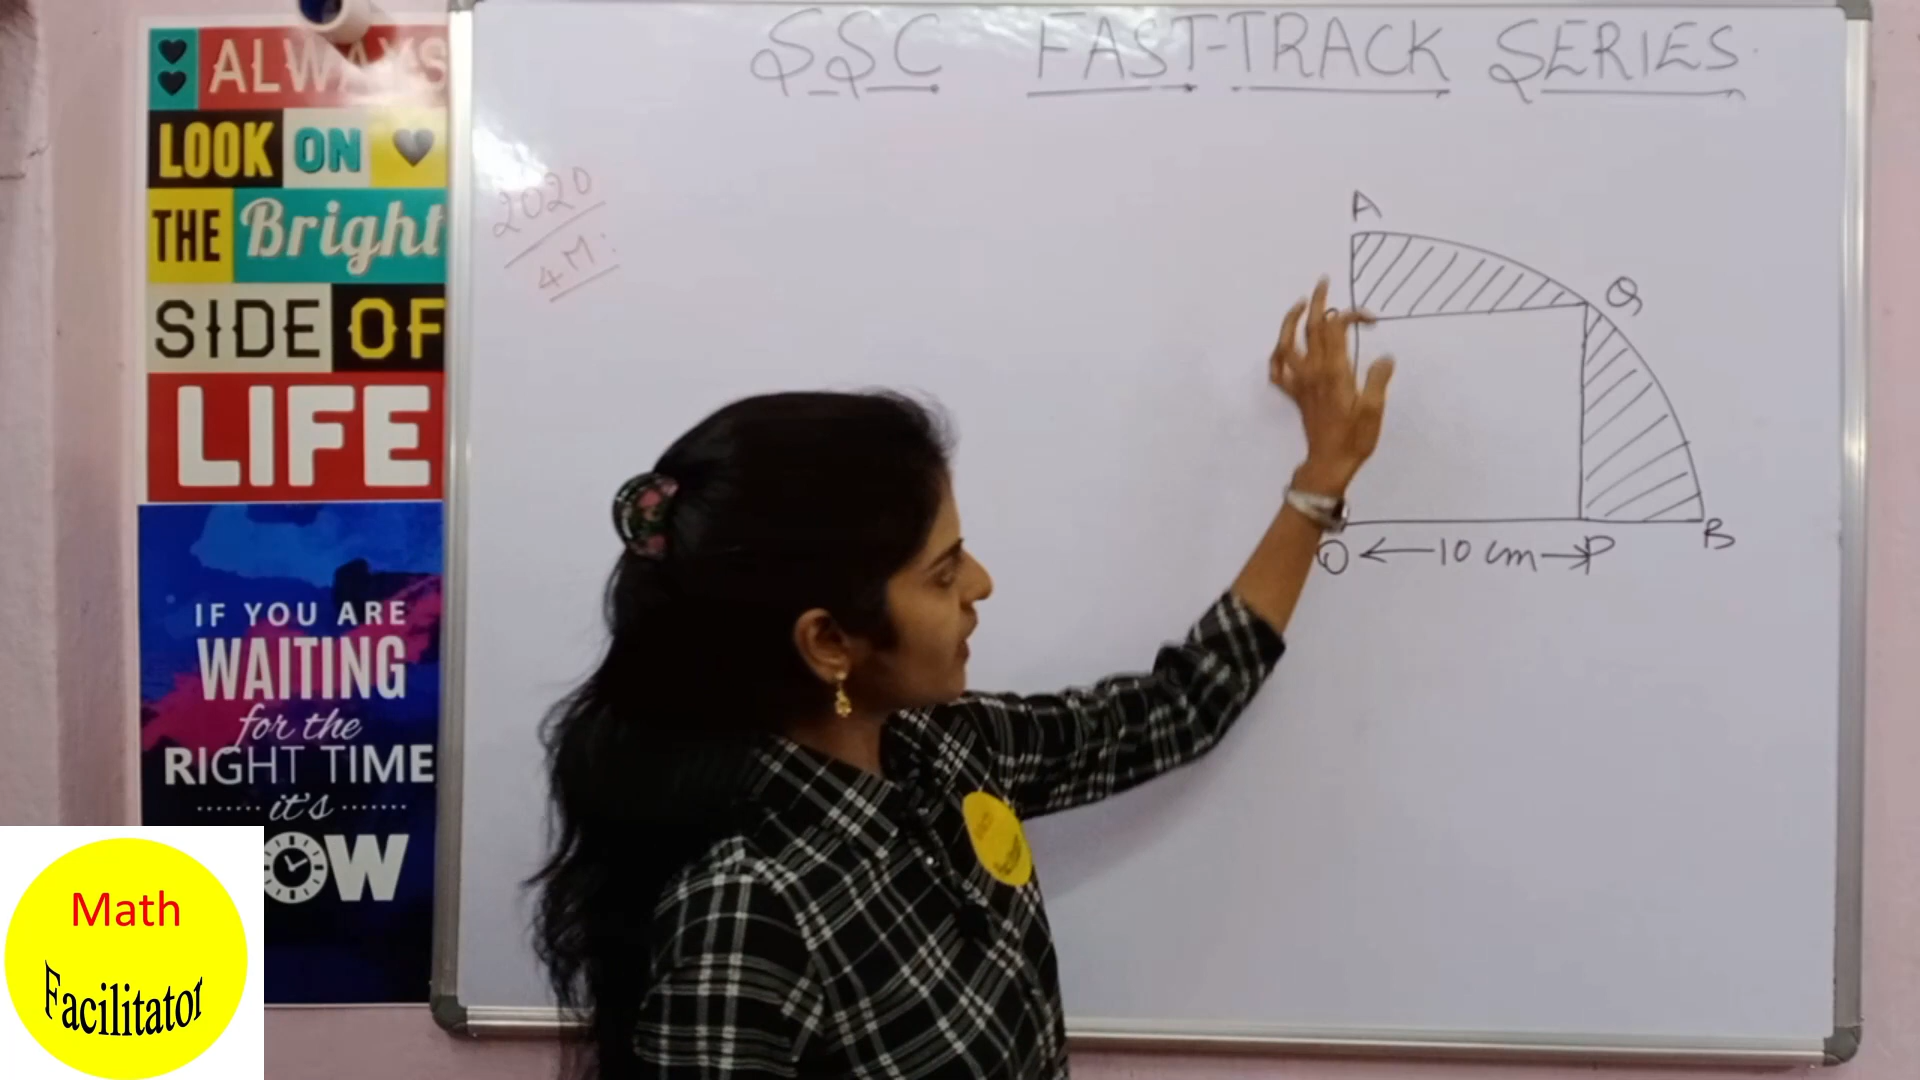 SSC FAST-TRACK SERIES
ALWAYS
LOOK ON
THE Bright
SIDE OF
LIFE
IF YOU ARE
WAITING
for the
RIGHT TIME
it's
OW
Math
Facilitator
2020
4M:
A
Q
O ← 10 cm → P
B